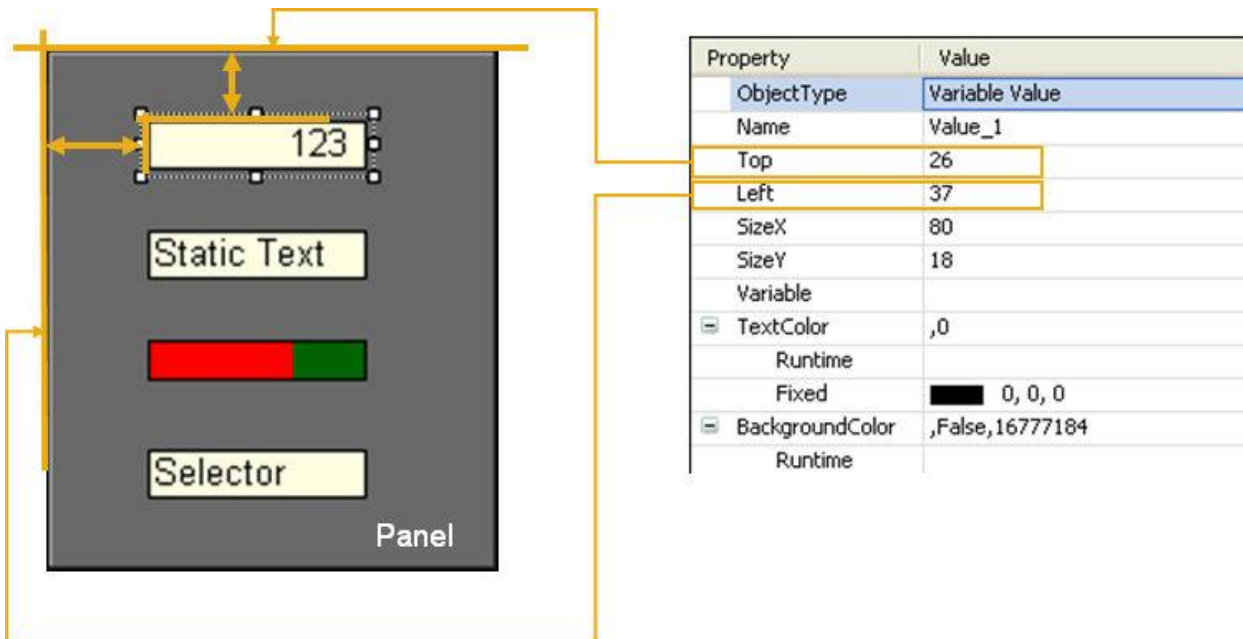 123
Static Text
Selector
Panel
Property Value
ObjectType Variable Value
Name Value_1
Top 26
Left 37
SizeX 80
SizeY 18
Variable
TextColor ,0
Runtime
Fixed 0, 0, 0
BackgroundColor ,False,16777184
Runtime